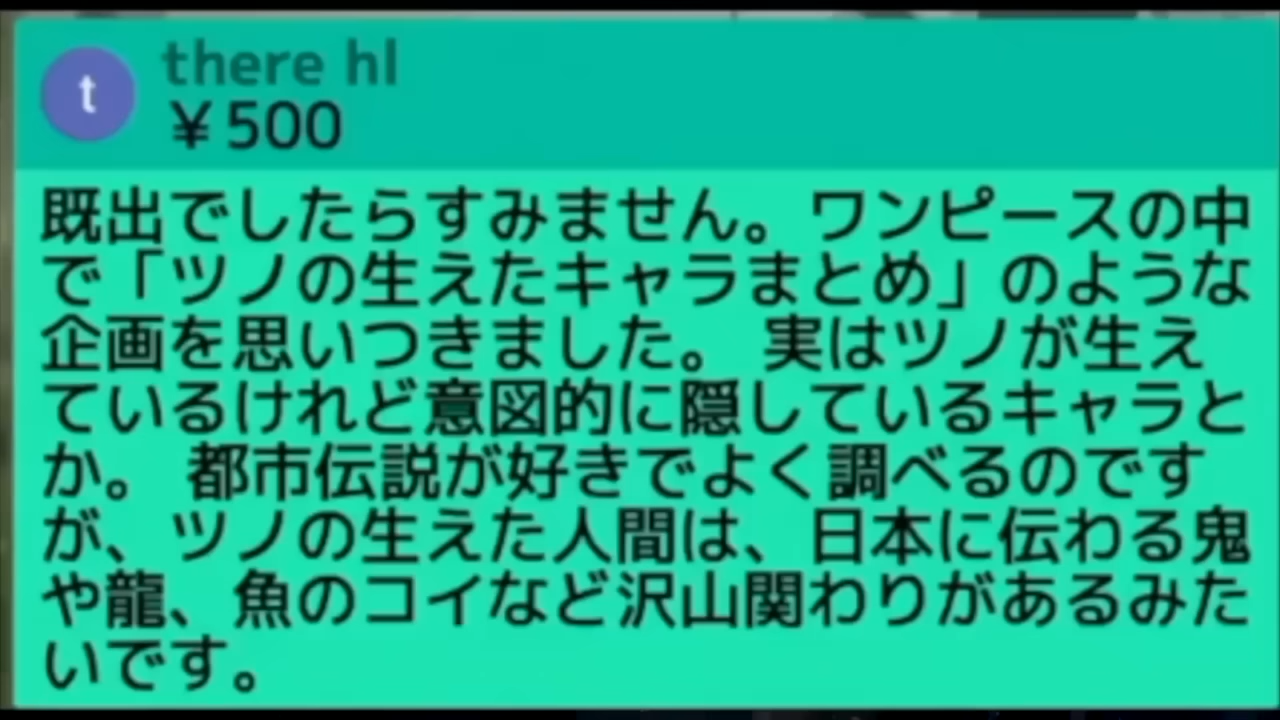 t
there hl
￥500
既出でしたらすみません。 ワンピースの中
で「ツノの生えたキャラまとめ」のような
企画を思いつきました。 実はツノが生え
ているけれど意図的に隠しているキャラと
か。 都市伝説が好きでよく調べるのです
が、ツノの生えた人間は、日本に伝わる鬼
や龍、魚のコイなど沢山関わりがあるみた
いです。